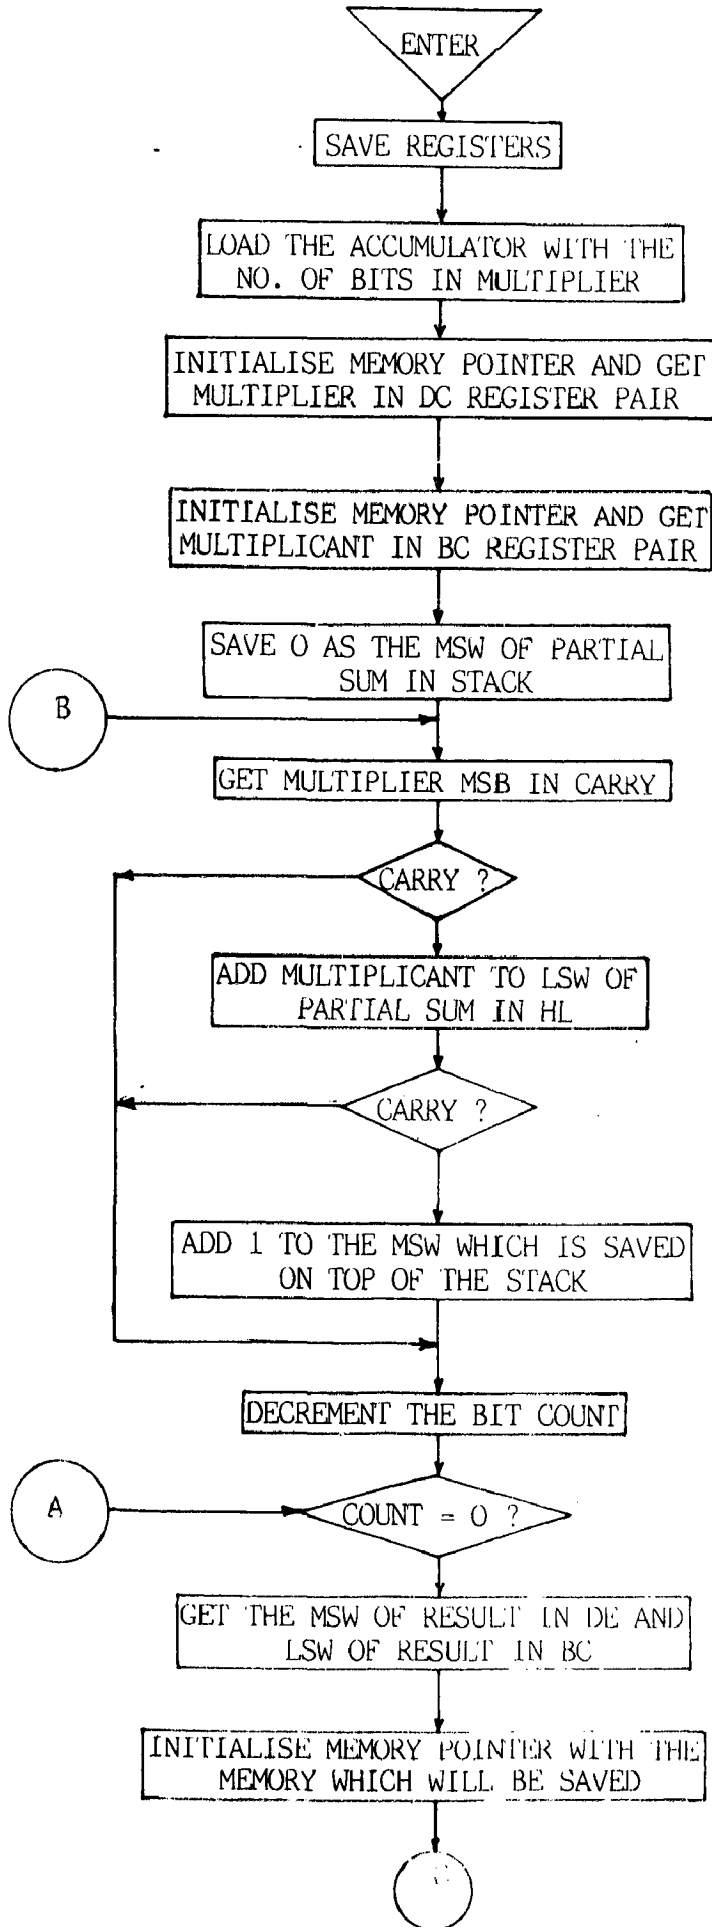 ENTER
SAVE REGISTERS
LOAD THE ACCUMULATOR WITH THE
NO. OF BITS IN MULTIPLIER
INITIALISE MEMORY POINTER AND GET
MULTIPLIER IN DC REGISTER PAIR
INITIALISE MEMORY POINTER AND GET
MULTIPLICANT IN BC REGISTER PAIR
SAVE O AS THE MSW OF PARTIAL
SUM IN STACK
B
GET MULTIPLIER MSB IN CARRY
CARRY ?
ADD MULTIPLICANT TO LSW OF
PARTIAL SUM IN HL
CARRY ?
ADD 1 TO THE MSW WHICH IS SAVED
ON TOP OF THE STACK
DECREMENT THE BIT COUNT
A
COUNT = O ?
GET THE MSW OF RESULT IN DE AND
LSW OF RESULT IN BC
INITIALISE MEMORY POINTER WITH THE
MEMORY WHICH WILL BE SAVED